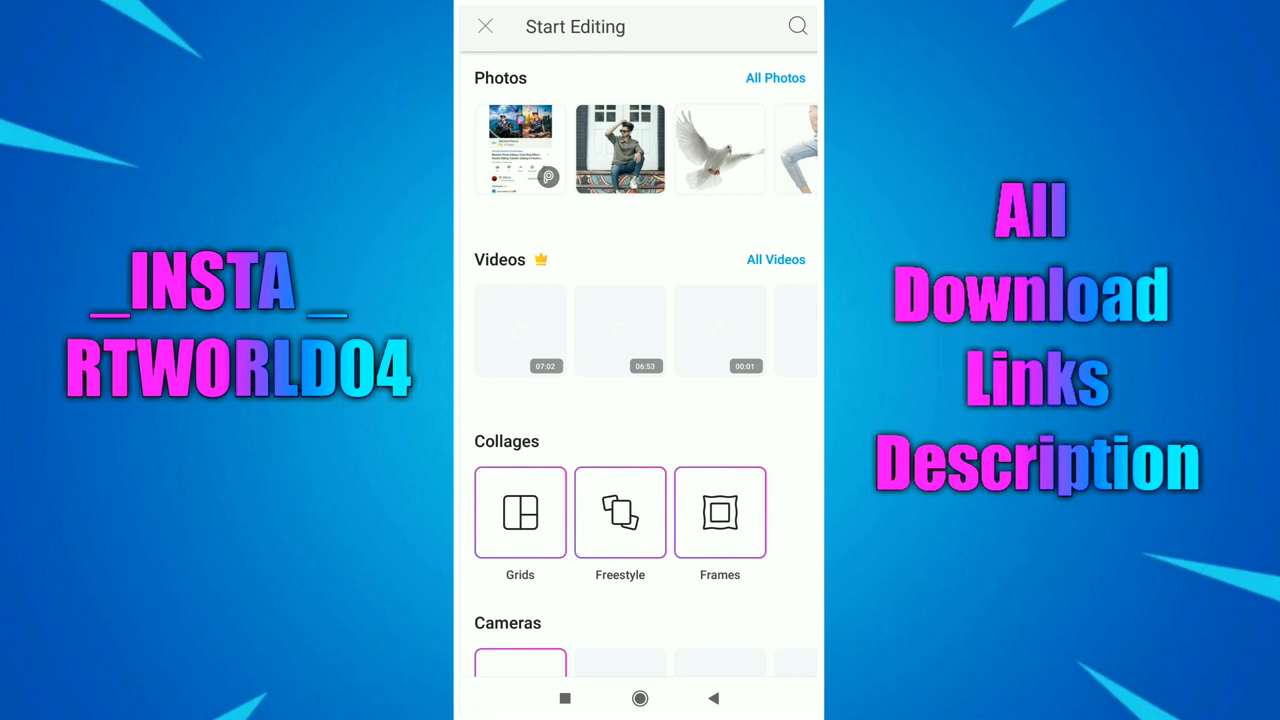 Start Editing
Photos
All Photos
Videos
All Videos
07:02
06:53
00:01
Collages
Grids
Freestyle
Frames
Cameras
_INSTA_
RTWORLD04
All
Download
Links
Description